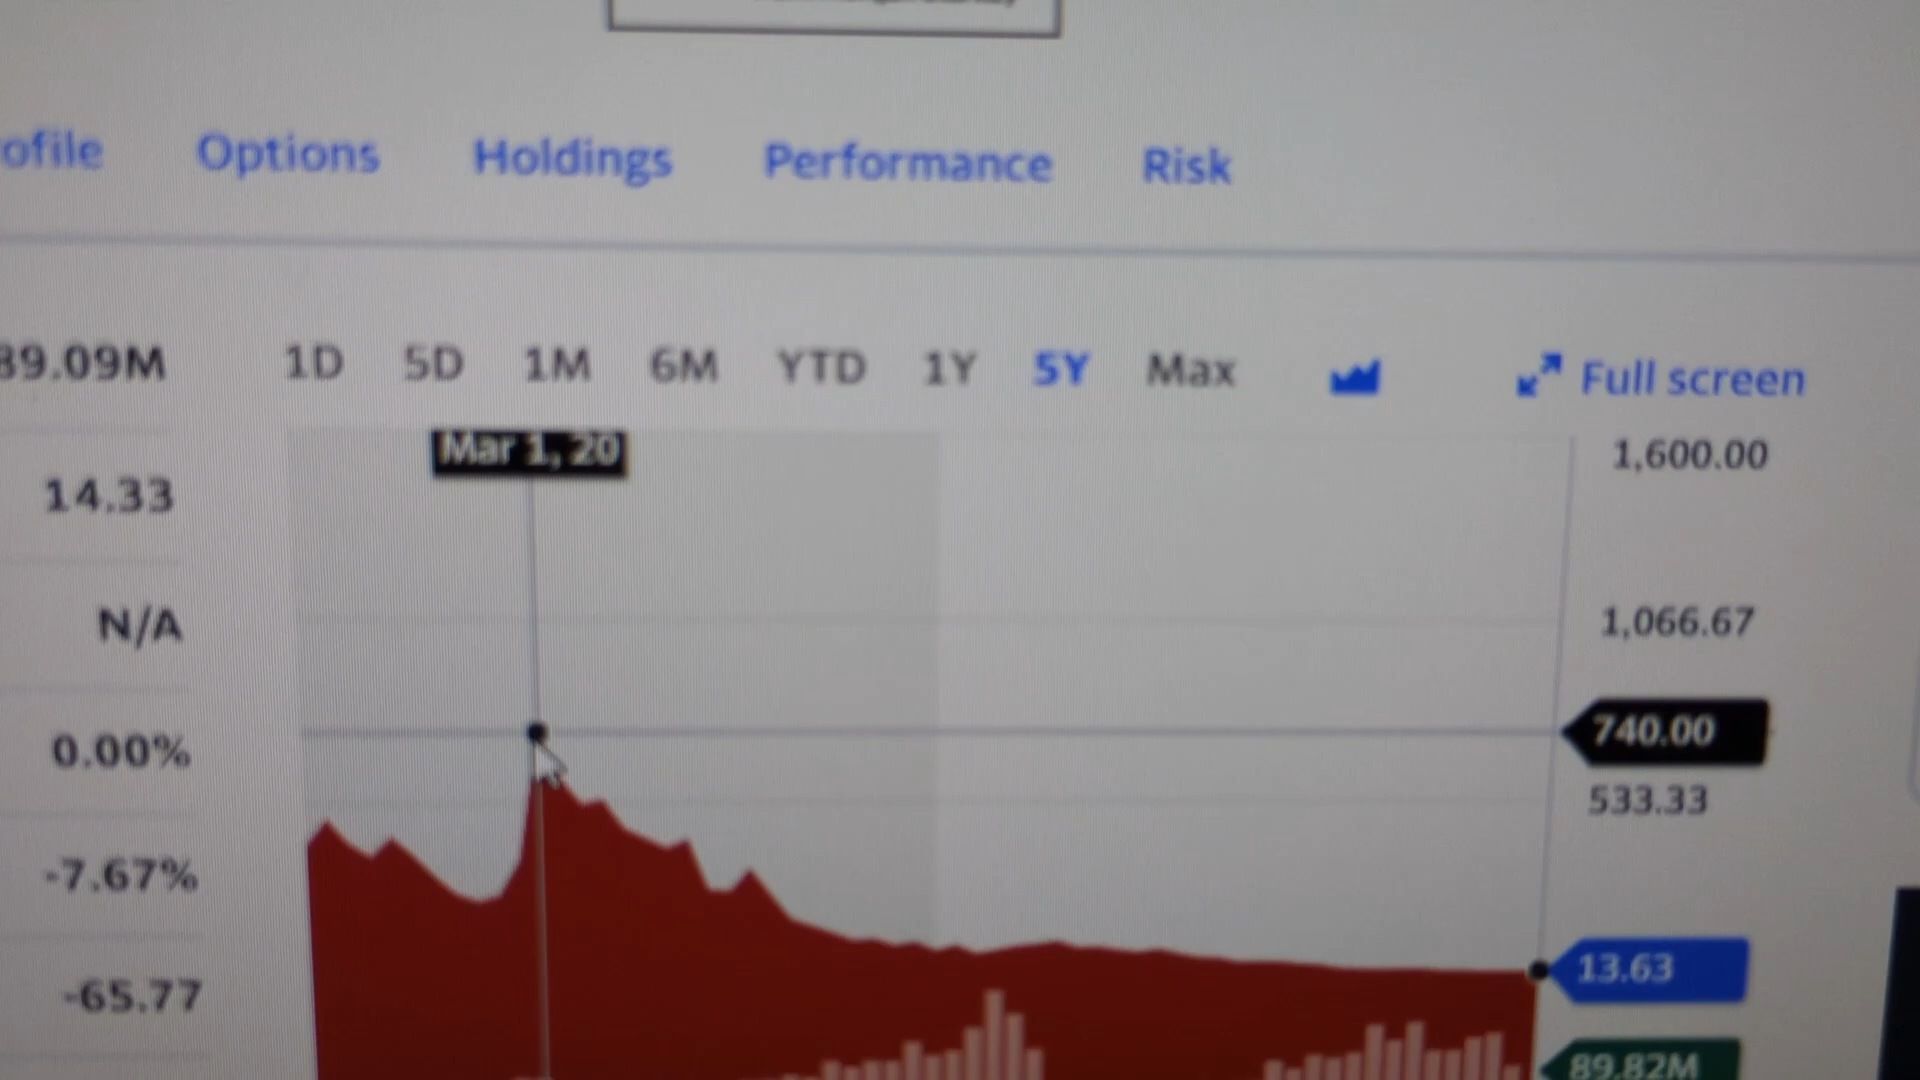 ofile Options Holdings Performance Risk
39.09M 1D 5D 1M 6M YTD 1Y 5Y Max Full screen
Mar 1, 20
1,600.00
14.33
N/A
1,066.67
740.00
0.00%
533.33
-7.67%
13.63
-65.77
89.82M